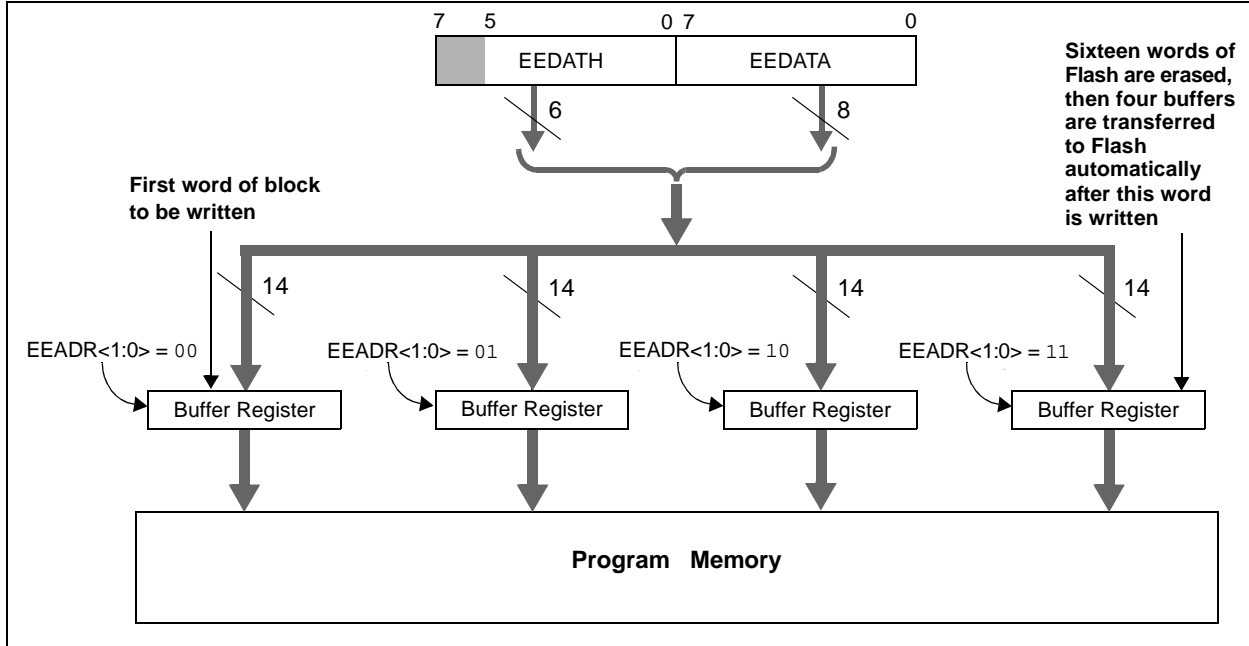 7 5 0 7 0
EEDATH EEDATA
6 8
Sixteen words of
Flash are erased,
then four buffers
are transferred
to Flash
automatically
after this word
is written
First word of block
to be written
14 14 14 14
EEADR<1:0> = 00 EEADR<1:0> = 01 EEADR<1:0> = 10 EEADR<1:0> = 11
Buffer Register Buffer Register Buffer Register Buffer Register
Program Memory